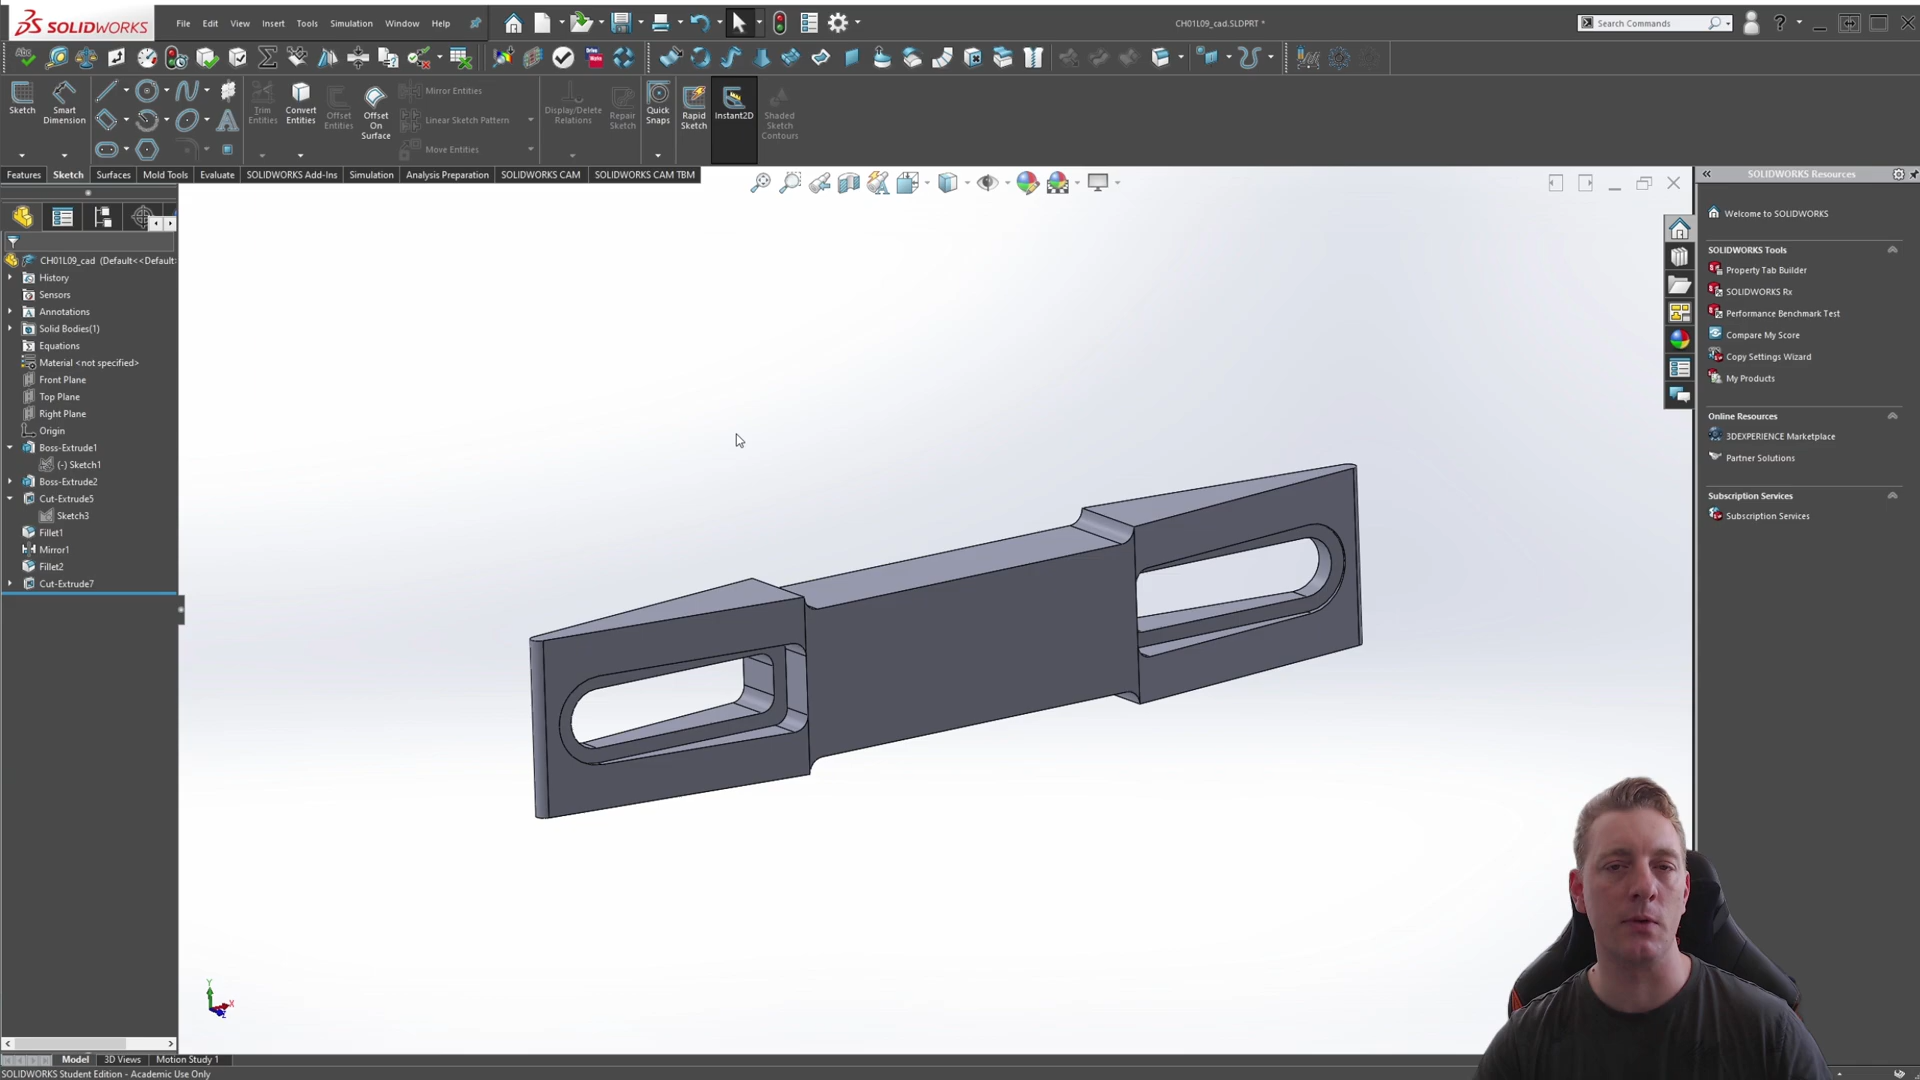 SOLIDWORKS
File Edit View Insert Tools Simulation Window Help
CH01L09_cad.SLDPRT *
Search Commands
Sketch
Smart Dimension
Trim Entities
Convert Entities
Offset Entities
Offset On Surface
Mirror Entities
Linear Sketch Pattern
Move Entities
Display/Delete Relations
Repair Sketch
Quick Snaps
Rapid Sketch
Instant2D
Shaded Sketch Contours
Features Sketch Surfaces Mold Tools Evaluate SOLIDWORKS Add-Ins Simulation Analysis Preparation SOLIDWORKS CAM SOLIDWORKS CAM TBM
CH01L09_cad (Default<<Default
History
Sensors
Annotations
Solid Bodies(1)
Equations
Material <not specified>
Front Plane
Top Plane
Right Plane
Origin
Boss-Extrude1
(-) Sketch1
Boss-Extrude2
Cut-Extrude5
Sketch3
Fillet1
Mirror1
Fillet2
Cut-Extrude7
Y
X
Z
SOLIDWORKS Resources
Welcome to SOLIDWORKS
SOLIDWORKS Tools
Property Tab Builder
SOLIDWORKS Rx
Performance Benchmark Test
Compare My Score
Copy Settings Wizard
My Products
Online Resources
3DEXPERIENCE Marketplace
Partner Solutions
Subscription Services
Subscription Services
Model 3D Views Motion Study 1
SOLIDWORKS Student Edition - Academic Use Only